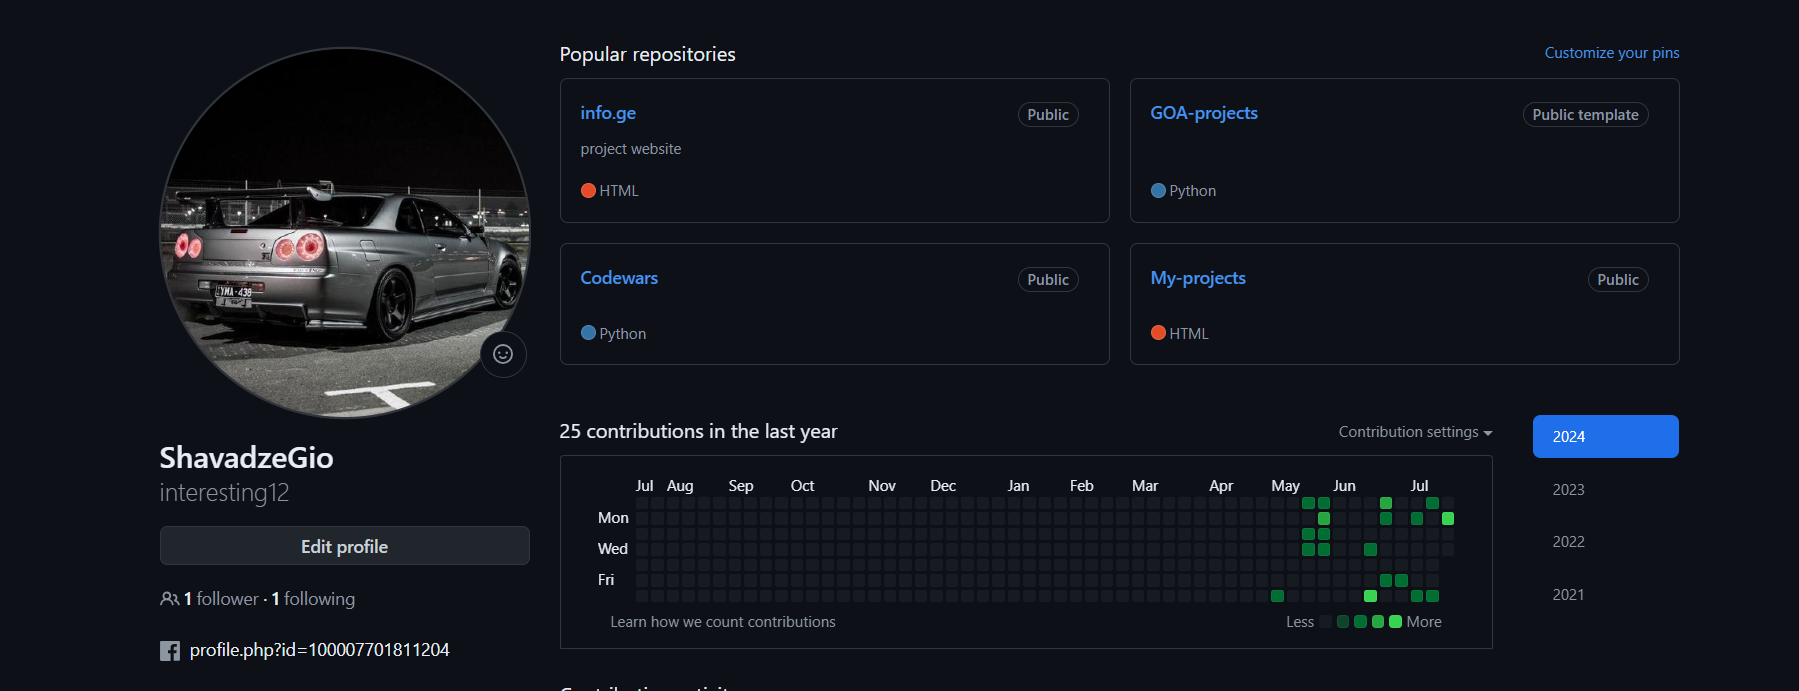 Popular repositories
Customize your pins
info.ge
Public
project website
HTML
GOA-projects
Public template
Python
Codewars
Public
Python
My-projects
Public
HTML
YMA·438
ShavadzeGio
interesting12
Edit profile
1 follower · 1 following
profile.php?id=100007701811204
25 contributions in the last year
Contribution settings
2024
2023
2022
2021
Jul Aug Sep Oct Nov Dec Jan Feb Mar Apr May Jun Jul
Mon
Wed
Fri
Learn how we count contributions
Less More